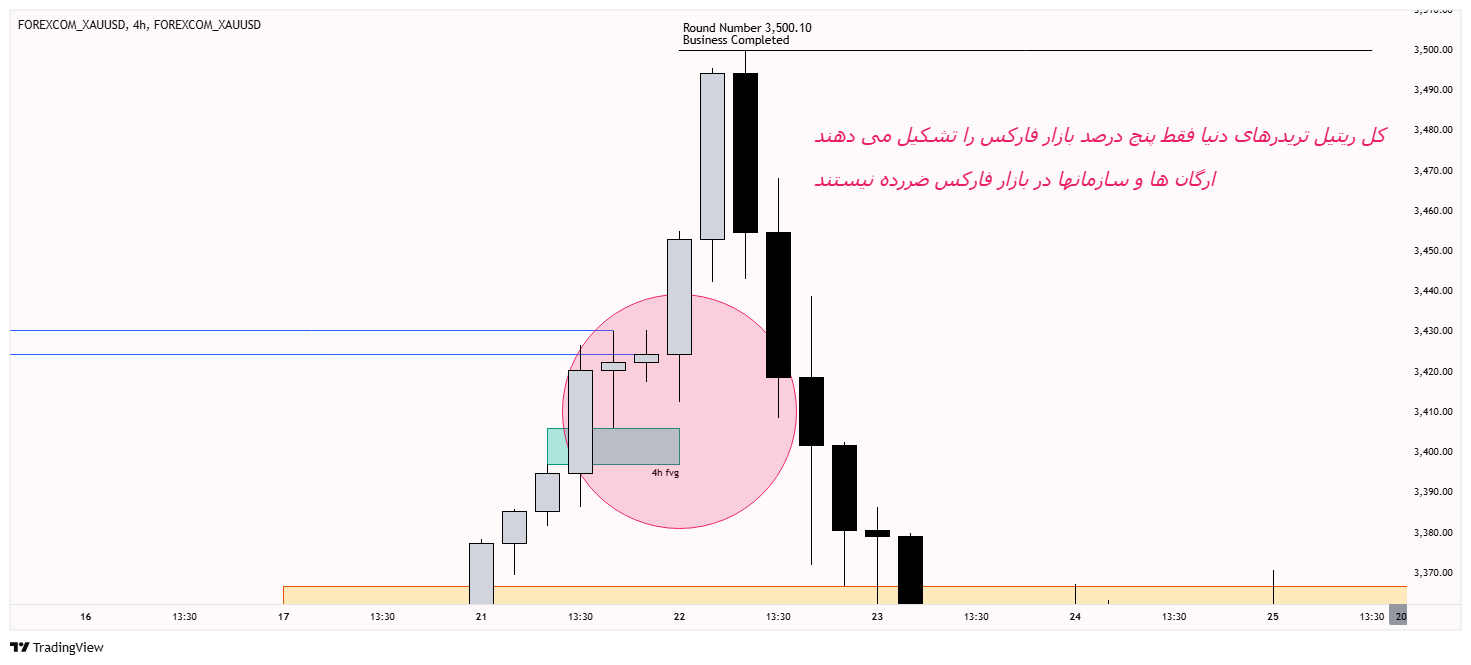 FOREXCOM_XAUUSD, 4h, FOREXCOM_XAUUSD
Round Number 3,500.10
Business Completed
کل ریتیل تریدرهای دنیا فقط پنج درصد بازار فارکس را تشکیل می دهند
ارگان ها و سازمانها در بازار فارکس ضررده نیستند
4h fvg
3,510.00
3,500.00
3,490.00
3,480.00
3,470.00
3,460.00
3,450.00
3,440.00
3,430.00
3,420.00
3,410.00
3,400.00
3,390.00
3,380.00
3,370.00
16 13:30 17 13:30 21 13:30 22 13:30 23 13:30 24 13:30 25 13:30 20
TradingView